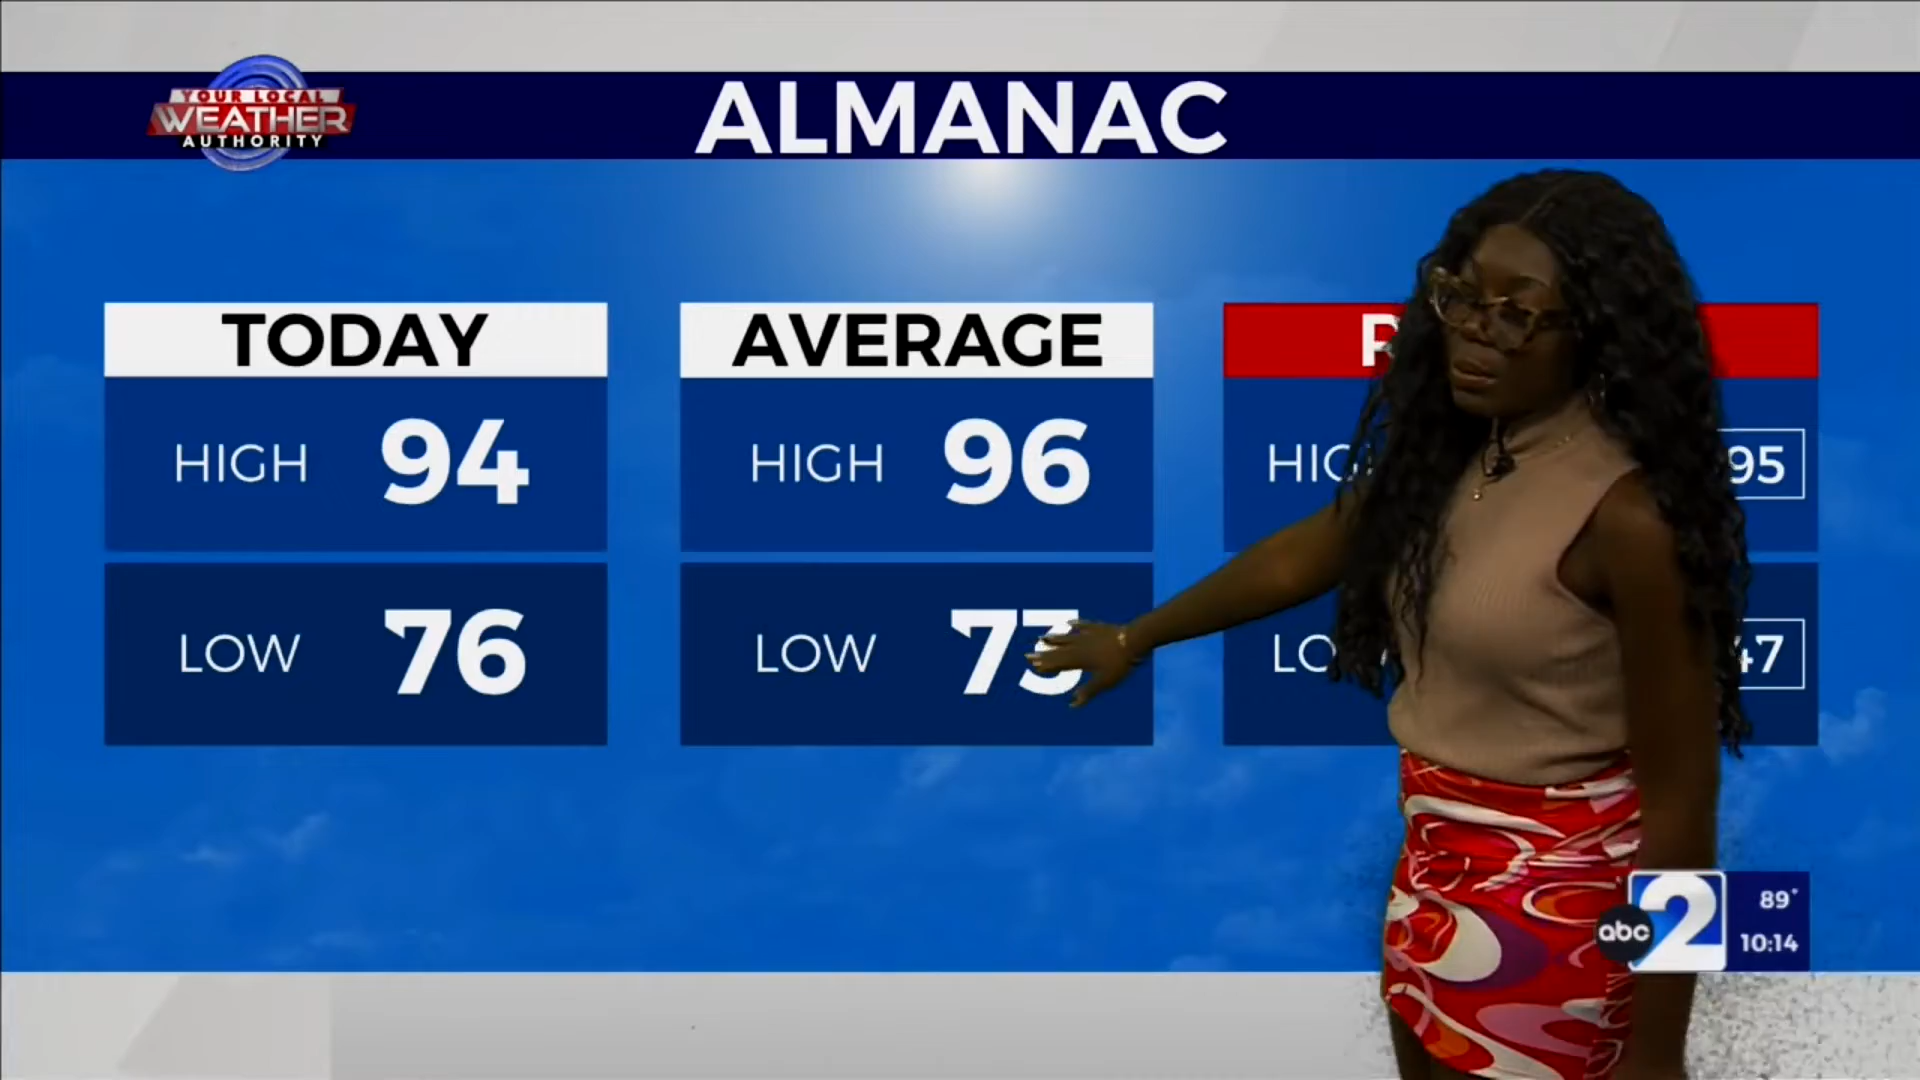 YOUR LOCAL
WEATHER
AUTHORITY
ALMANAC
TODAY
HIGH 94
LOW 76
AVERAGE
HIGH 96
LOW 73
95
47
abc 2
89°
10:14